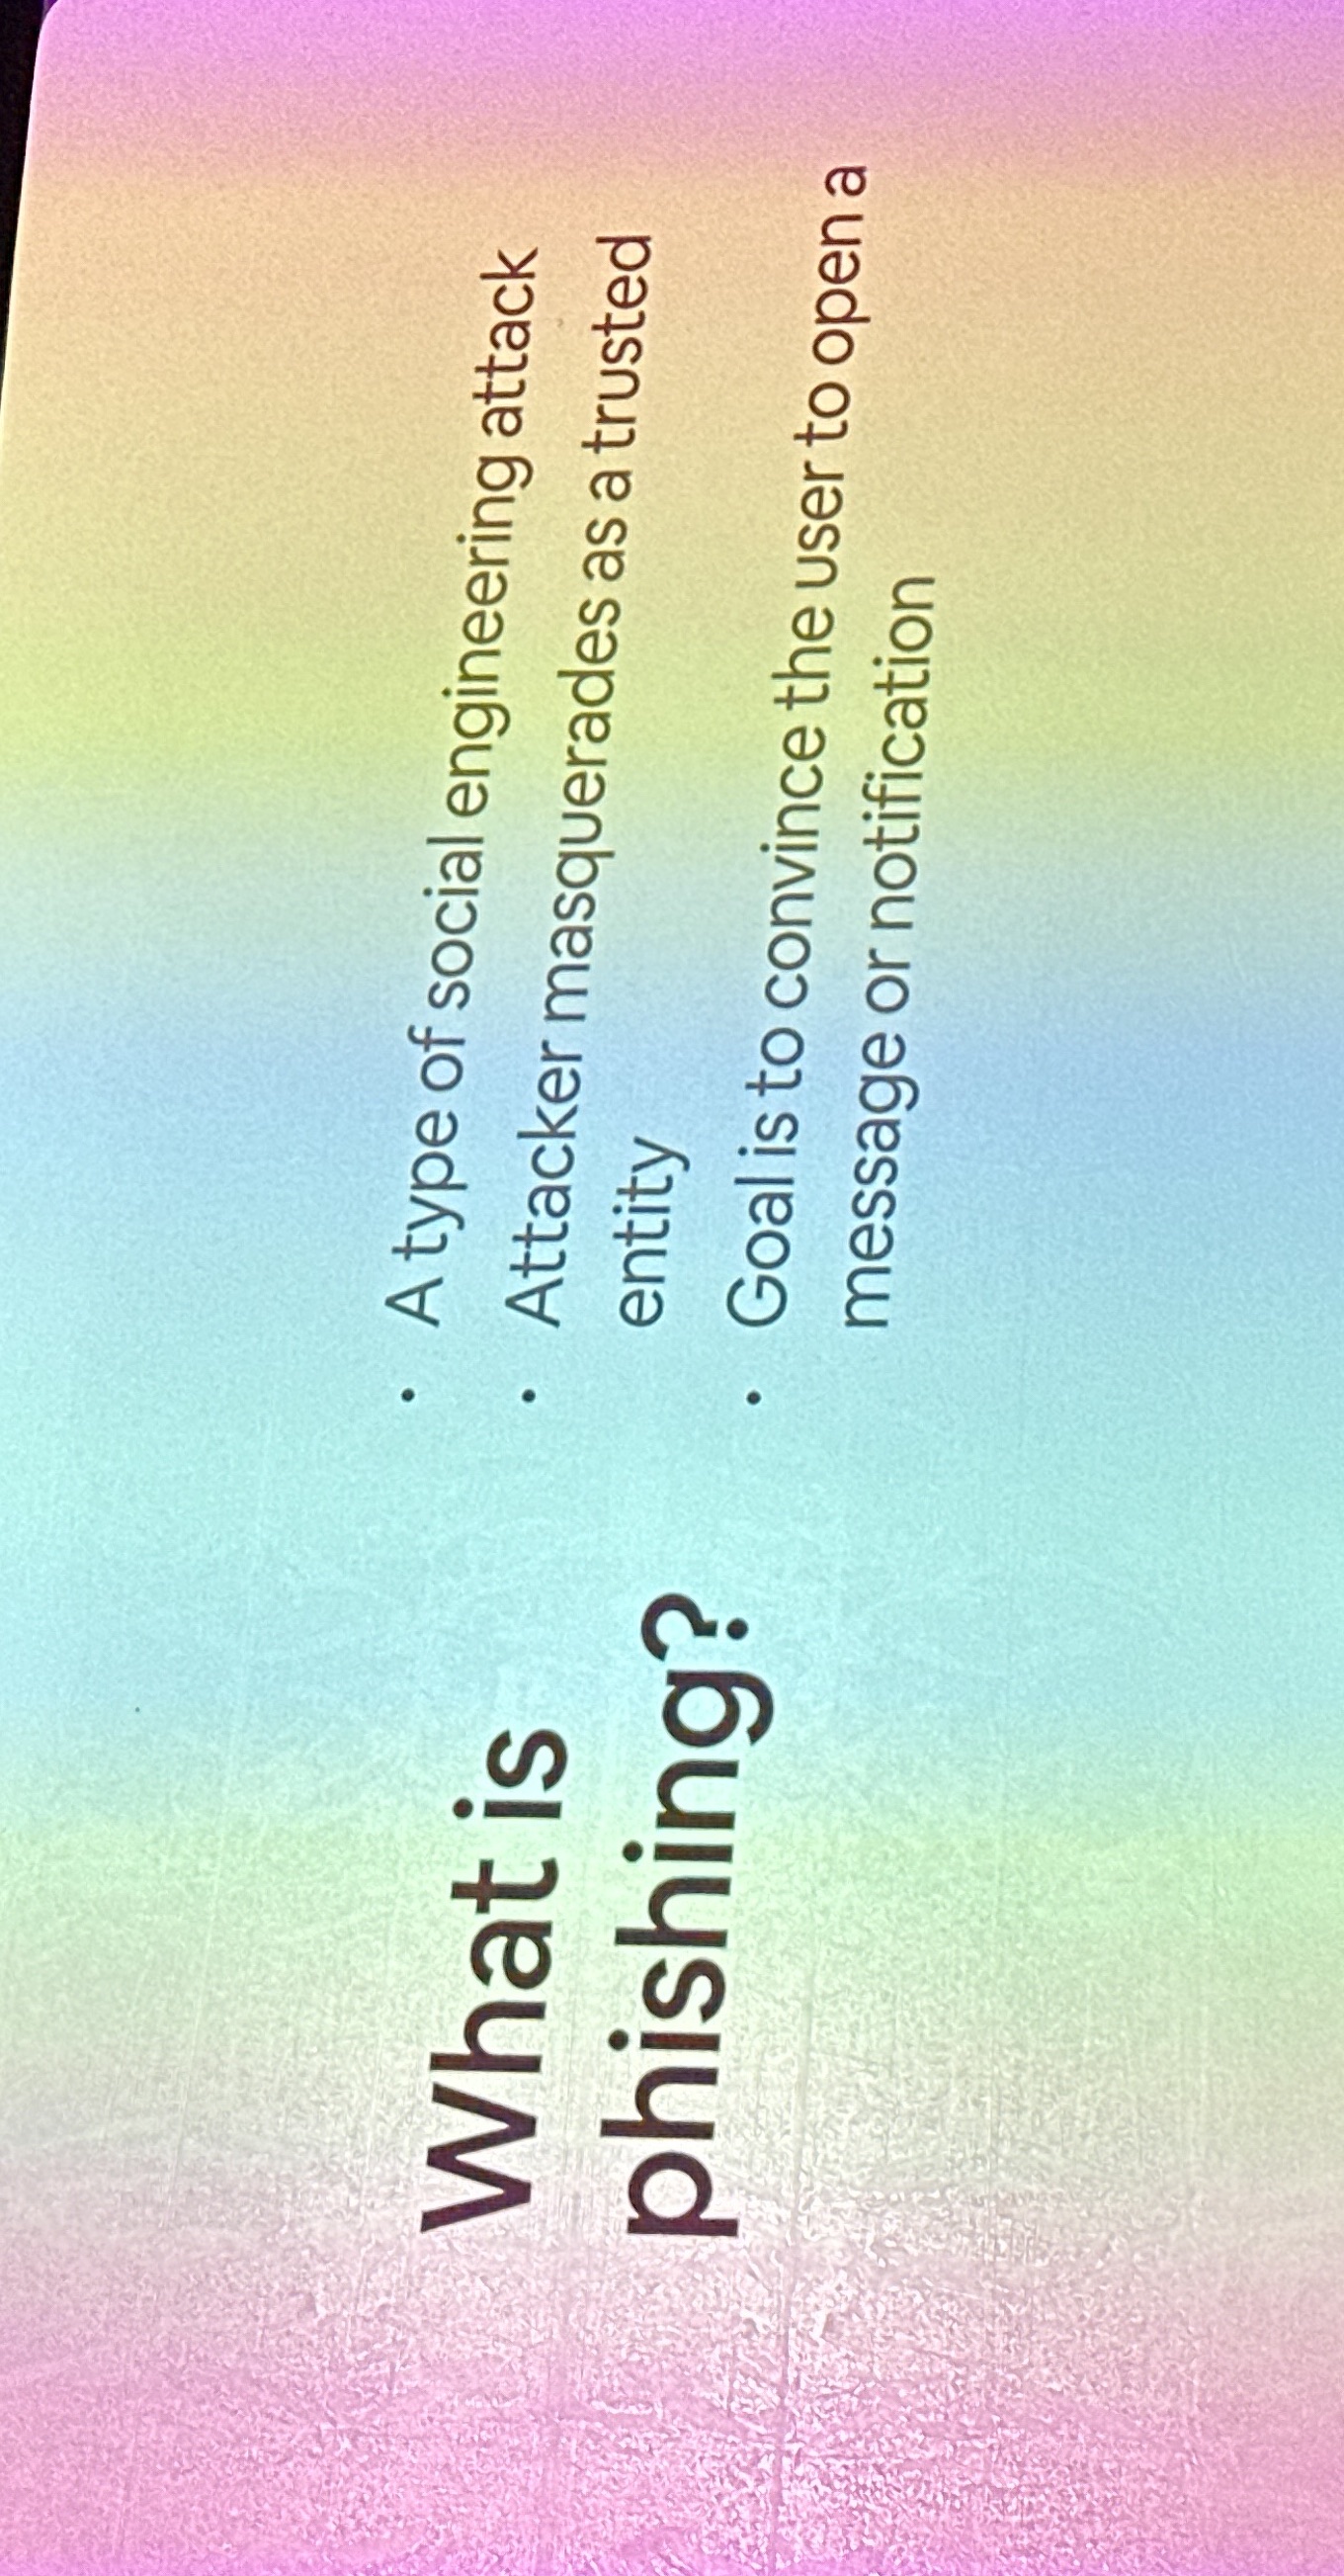 What is
phishing?
• A type of social engineering attack
• Attacker masquerades as a trusted
entity
• Goal is to convince the user to open a
message or notification